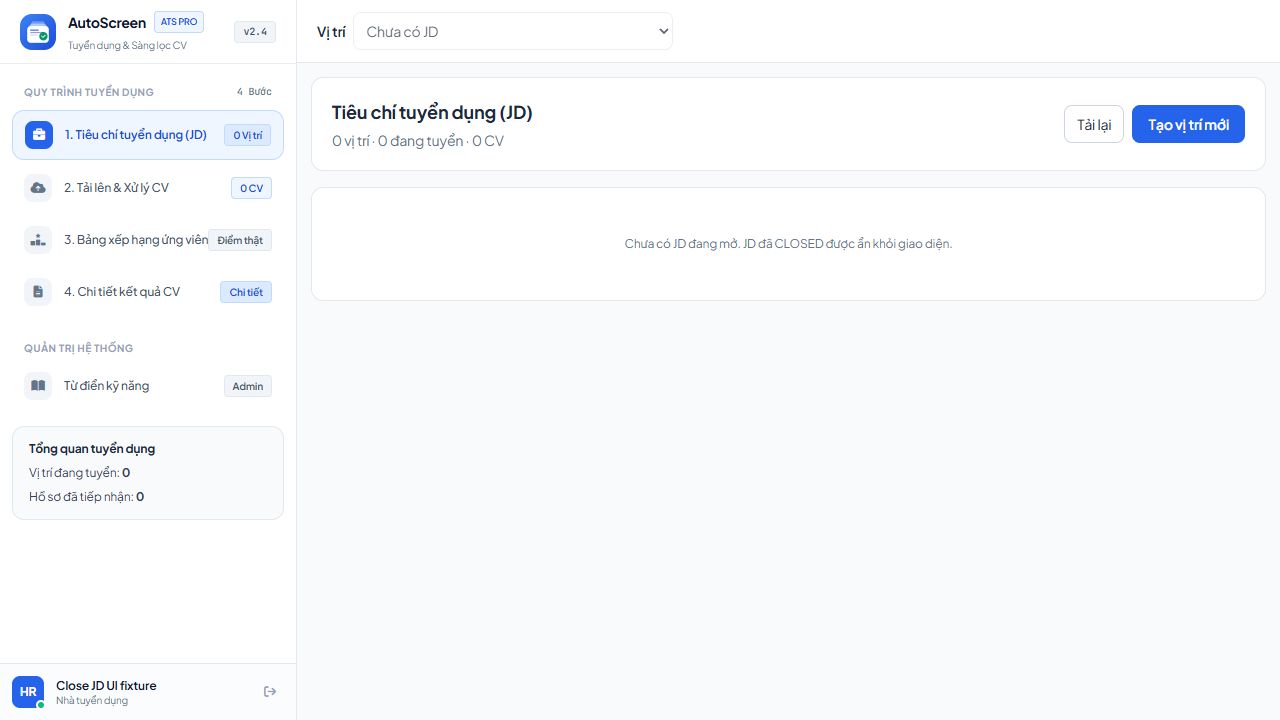 AutoScreen ATS PRO
Tuyển dụng & Sàng lọc CV
v2.4
QUY TRÌNH TUYỂN DỤNG 4 Bước
1. Tiêu chí tuyển dụng (JD) 0 Vị trí
2. Tải lên & Xử lý CV 0 CV
3. Bảng xếp hạng ứng viên Điểm thật
4. Chi tiết kết quả CV Chi tiết
QUẢN TRỊ HỆ THỐNG
Từ điển kỹ năng Admin
Tổng quan tuyển dụng
Vị trí đang tuyển: 0
Hồ sơ đã tiếp nhận: 0
HR Close JD UI fixture
Nhà tuyển dụng
Vị trí Chưa có JD
Tiêu chí tuyển dụng (JD)
0 vị trí · 0 đang tuyển · 0 CV
Tải lại Tạo vị trí mới
Chưa có JD đang mở. JD đã CLOSED được ẩn khỏi giao diện.